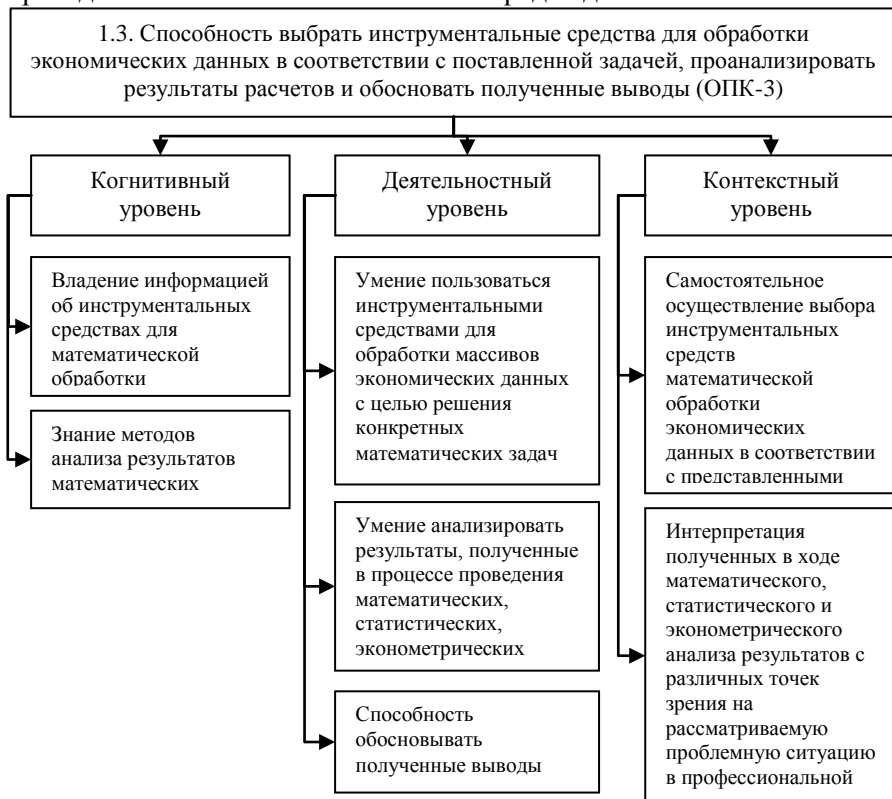 1.3. Способность выбрать инструментальные средства для обработки
экономических данных в соответствии с поставленной задачей, проанализировать
результаты расчетов и обосновать полученные выводы (ОПК-3)
Когнитивный
уровень
Владение информацией
об инструментальных
средствах для
математической
обработки
Знание методов
анализа результатов
математических
Деятельностный
уровень
Умение пользоваться
инструментальными
средствами для
обработки массивов
экономических данных
с целью решения
конкретных
математических задач
Умение анализировать
результаты, полученные
в процессе проведения
математических,
статистических,
эконометрических
Способность
обосновывать
полученные выводы
Контекстный
уровень
Самостоятельное
осуществление выбора
инструментальных
средств
математической
обработки
экономических
данных в соответствии
с представленными
Интерпретация
полученных в ходе
математического,
статистического и
эконометрического
анализа результатов с
различных точек
зрения на
рассматриваемую
проблемную ситуацию
в профессиональной